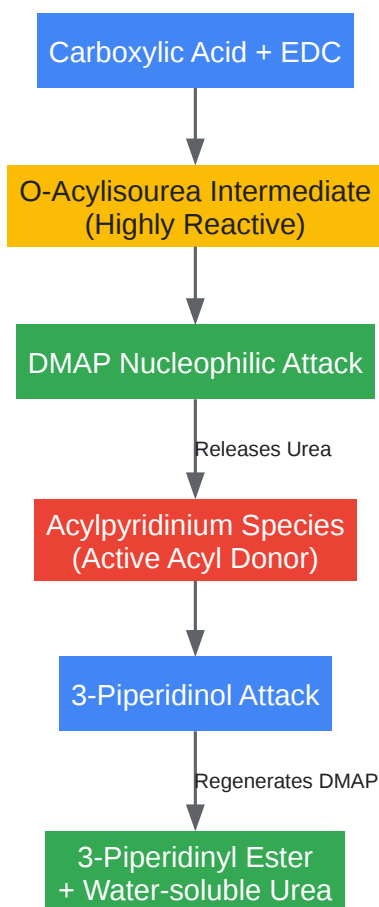 Carboxylic Acid + EDC
O-Acylisourea Intermediate
(Highly Reactive)
DMAP Nucleophilic Attack
Releases Urea
Acylpyridinium Species
(Active Acyl Donor)
3-Piperidinol Attack
Regenerates DMAP
3-Piperidinyl Ester
+ Water-soluble Urea